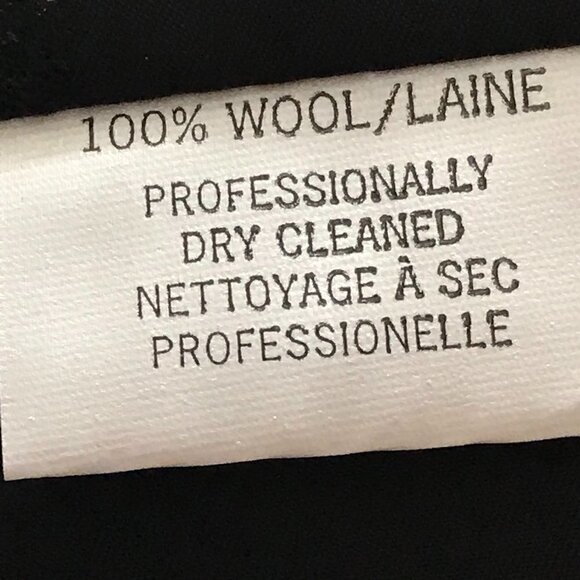 100% WOOL/LAINE
PROFESSIONALLY
DRY CLEANED
NETTOYAGE À SEC
PROFESSIONELLE